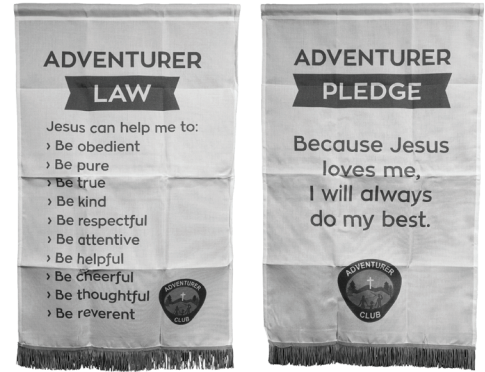 ADVENTURER
LAW
Jesus can help me to:
› Be obedient
› Be pure
› Be true
› Be kind
› Be respectful
› Be attentive
› Be helpful
› Be cheerful
› Be thoughtful
› Be reverent
ADVENTURER
CLUB
ADVENTURER
PLEDGE
Because Jesus
loves me,
I will always
do my best.
ADVENTURER
CLUB